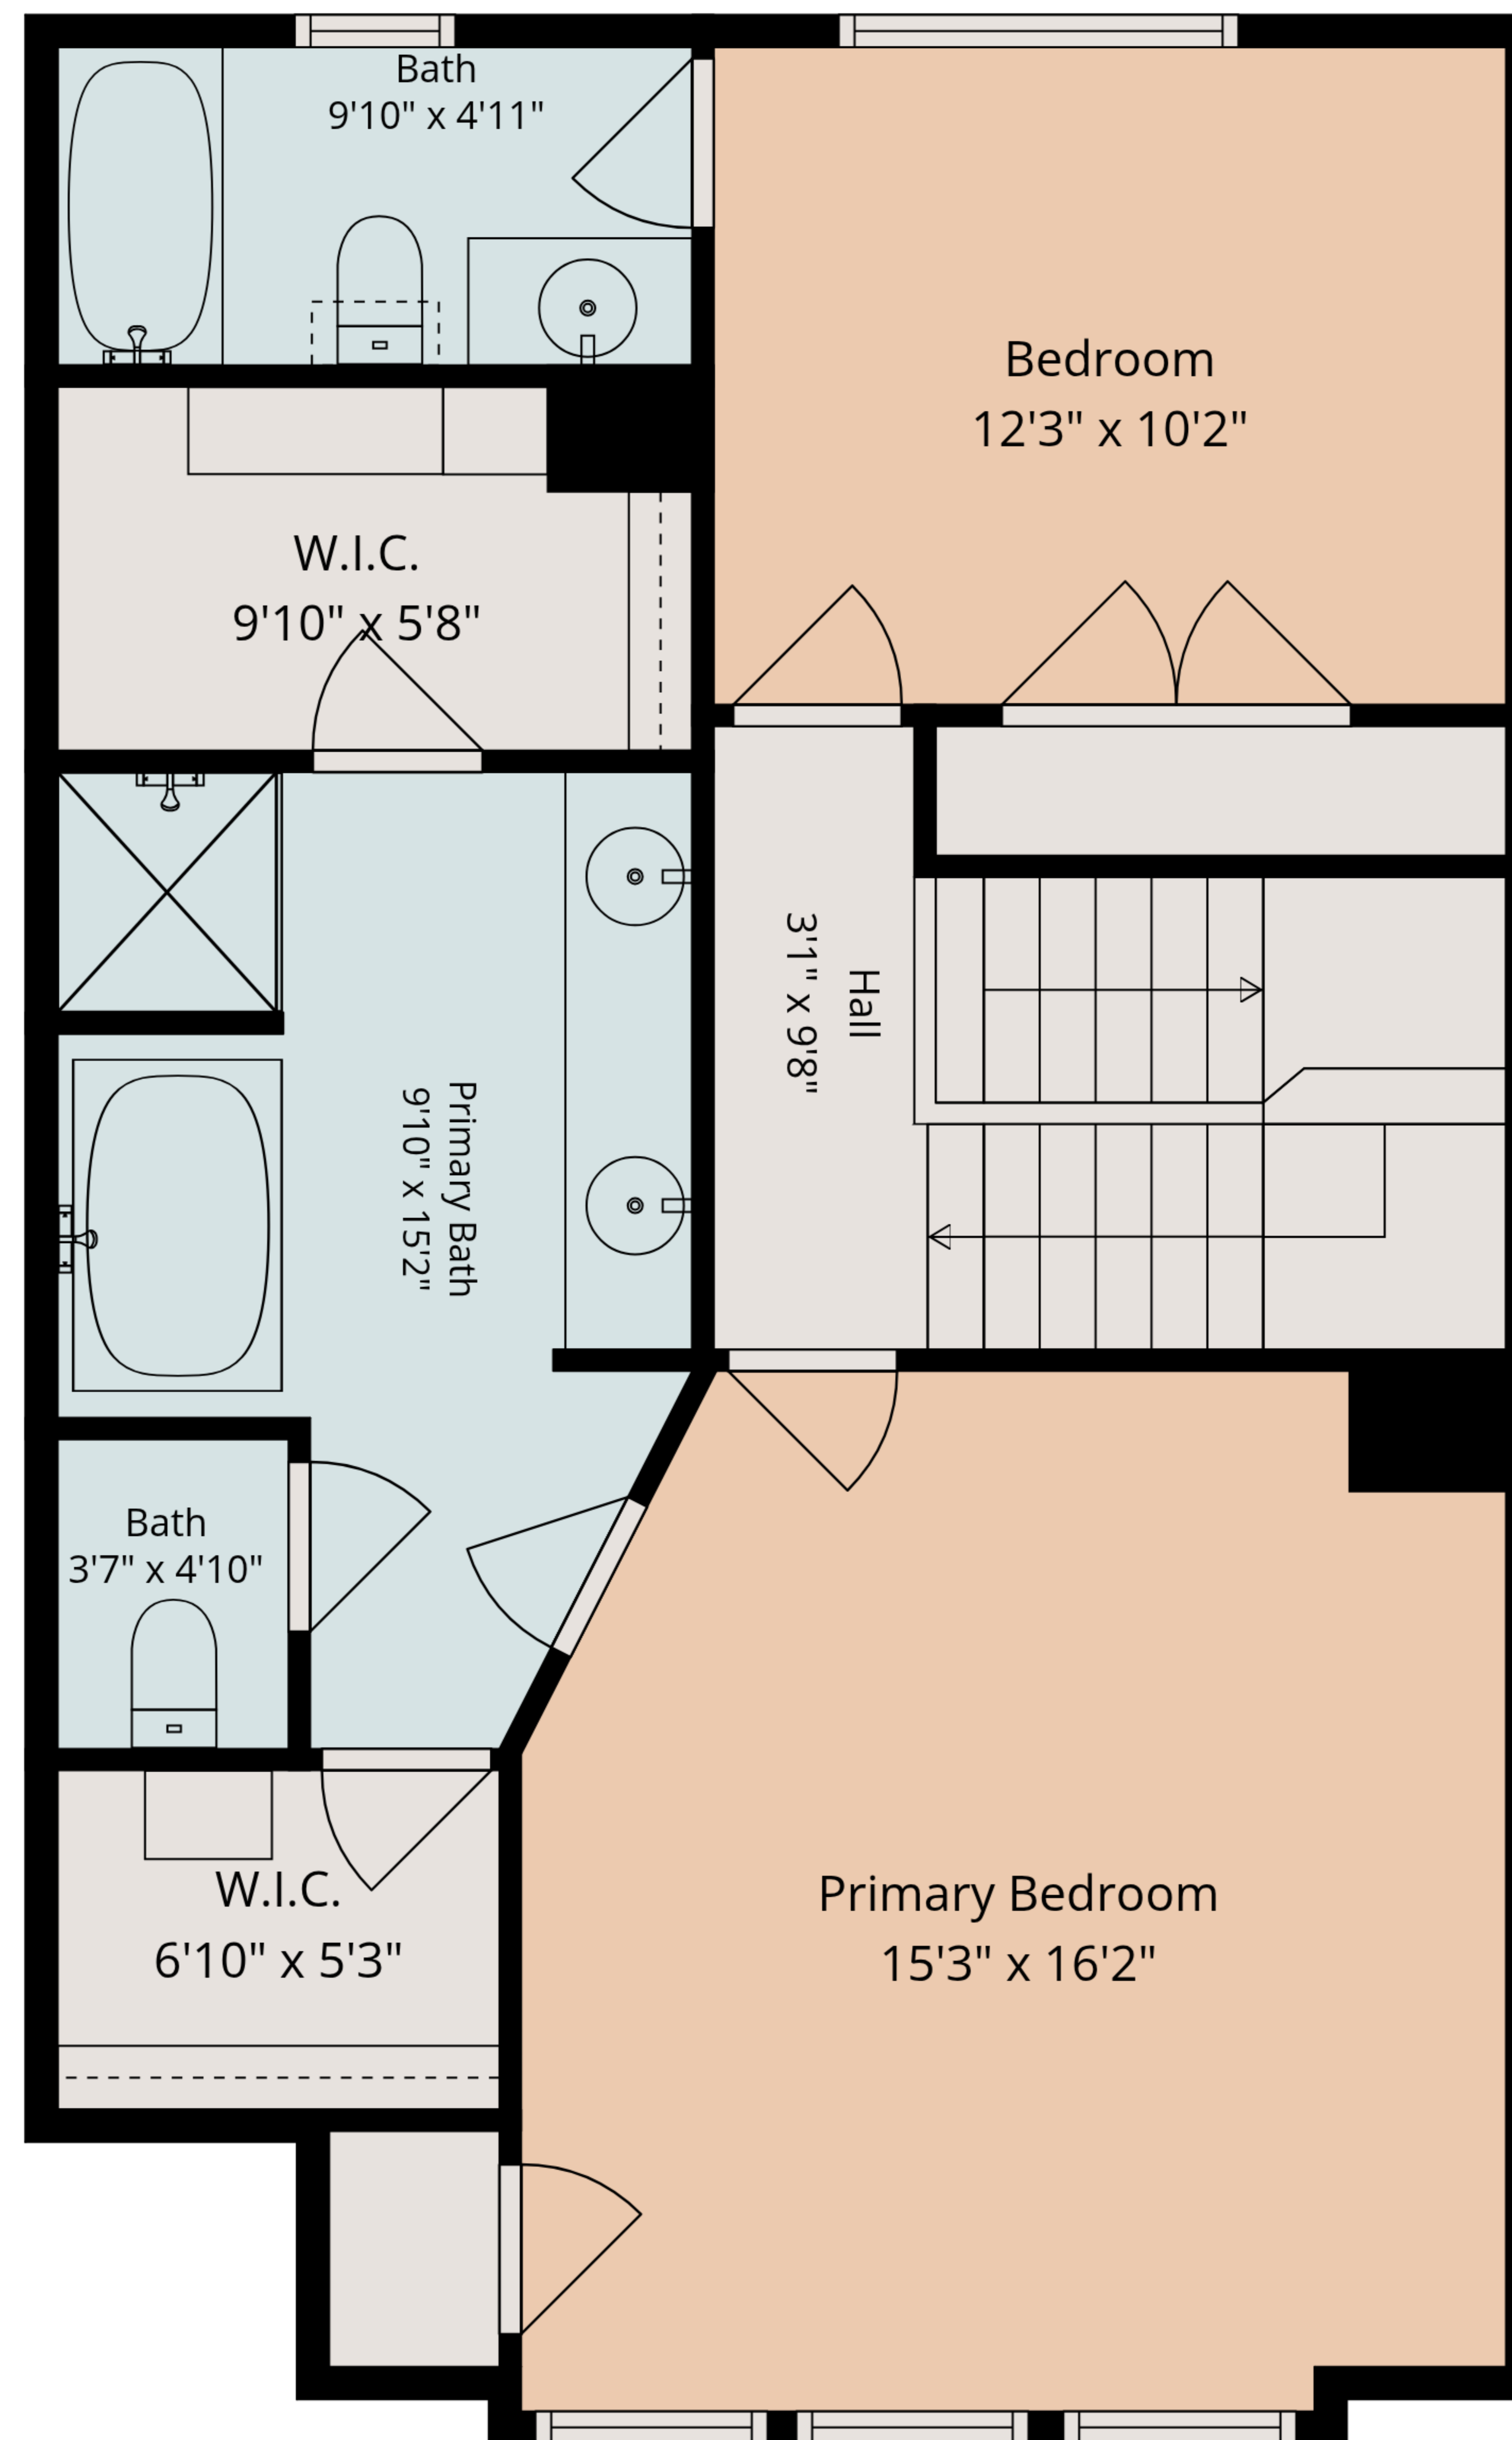 Bath
9'10" x 4'11"
Bedroom
12'3" x 10'2"
W.I.C.
9'10" x 5'8"
Hall
3'1" x 9'8"
Primary Bath
9'10" x 15'2"
Bath
3'7" x 4'10"
W.I.C.
6'10" x 5'3"
Primary Bedroom
15'3" x 16'2"